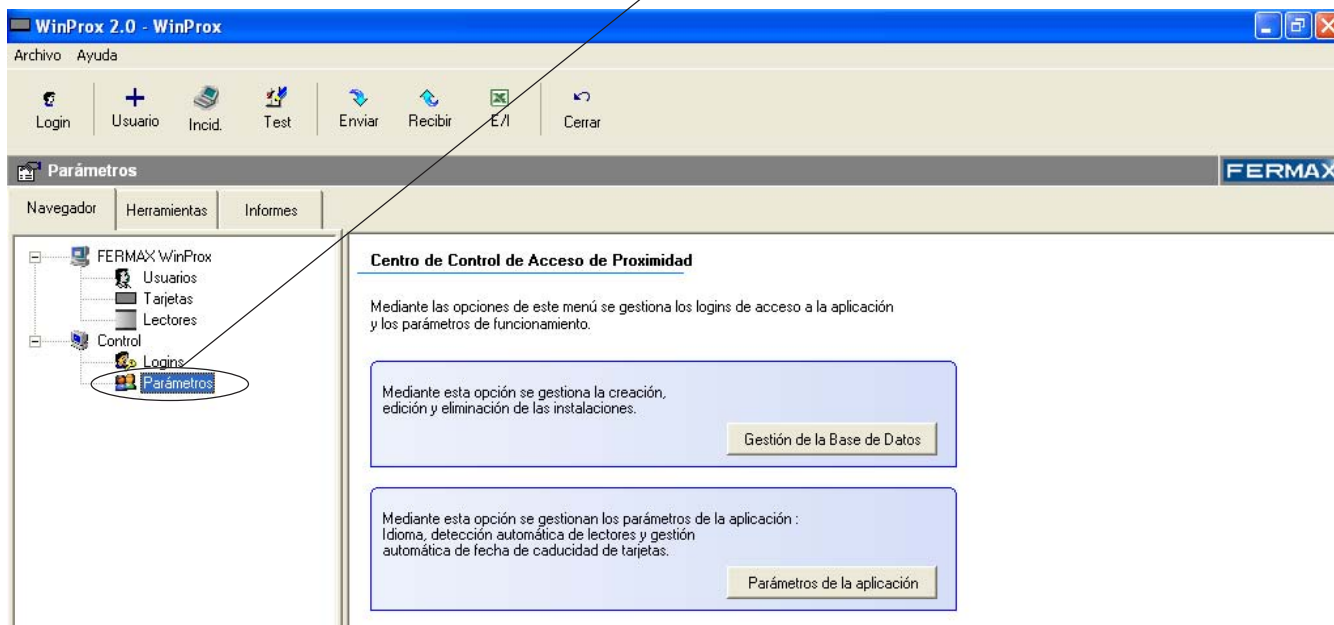 WinProx 2.0 - WinProx
Archivo Ayuda
Login Usuario Incid. Test Enviar Recibir E/I Cerrar
Parámetros FERMAX
Navegador Herramientas Informes
FERMAX WinProx
Usuarios
Tarjetas
Lectores
Control
Logins
Parámetros
Centro de Control de Acceso de Proximidad
Mediante las opciones de este menú se gestiona los logins de acceso a la aplicación
y los parámetros de funcionamiento.
Mediante esta opción se gestiona la creación,
edición y eliminación de las instalaciones.
Gestión de la Base de Datos
Mediante esta opción se gestionan los parámetros de la aplicación :
Idioma, detección automática de lectores y gestión
automática de fecha de caducidad de tarjetas.
Parámetros de la aplicación